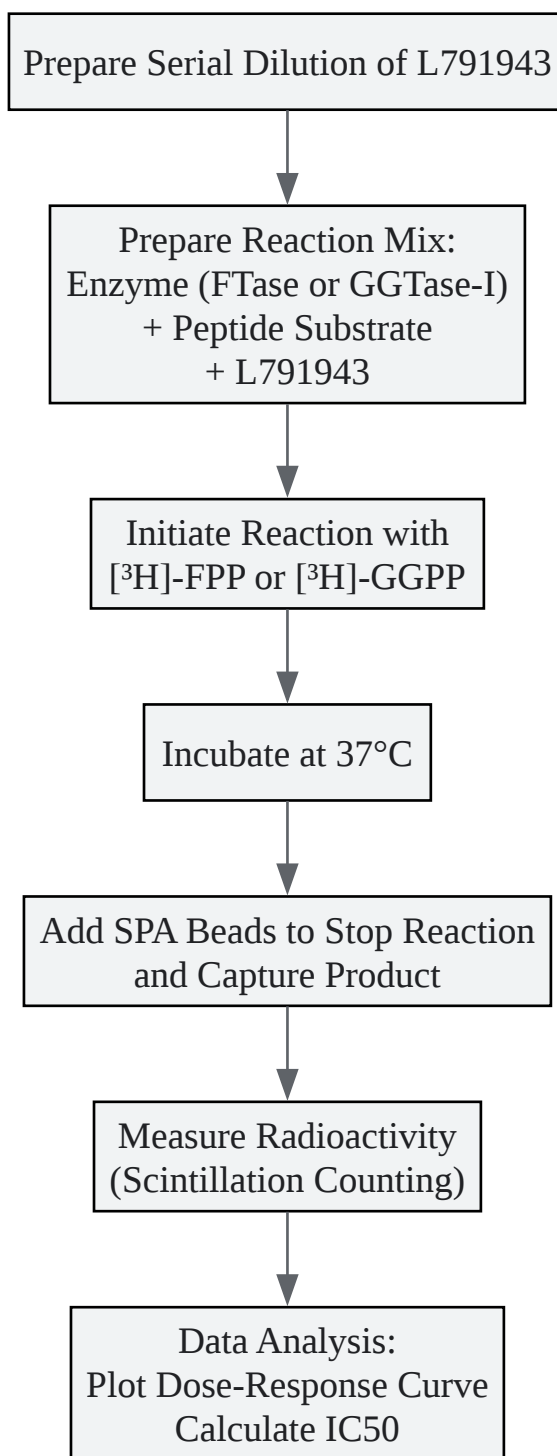 Prepare Serial Dilution of L791943
Prepare Reaction Mix:
Enzyme (FTase or GGTase-I)
+ Peptide Substrate
+ L791943
Initiate Reaction with
[³H]-FPP or [³H]-GGPP
Incubate at 37°C
Add SPA Beads to Stop Reaction
and Capture Product
Measure Radioactivity
(Scintillation Counting)
Data Analysis:
Plot Dose-Response Curve
Calculate IC50